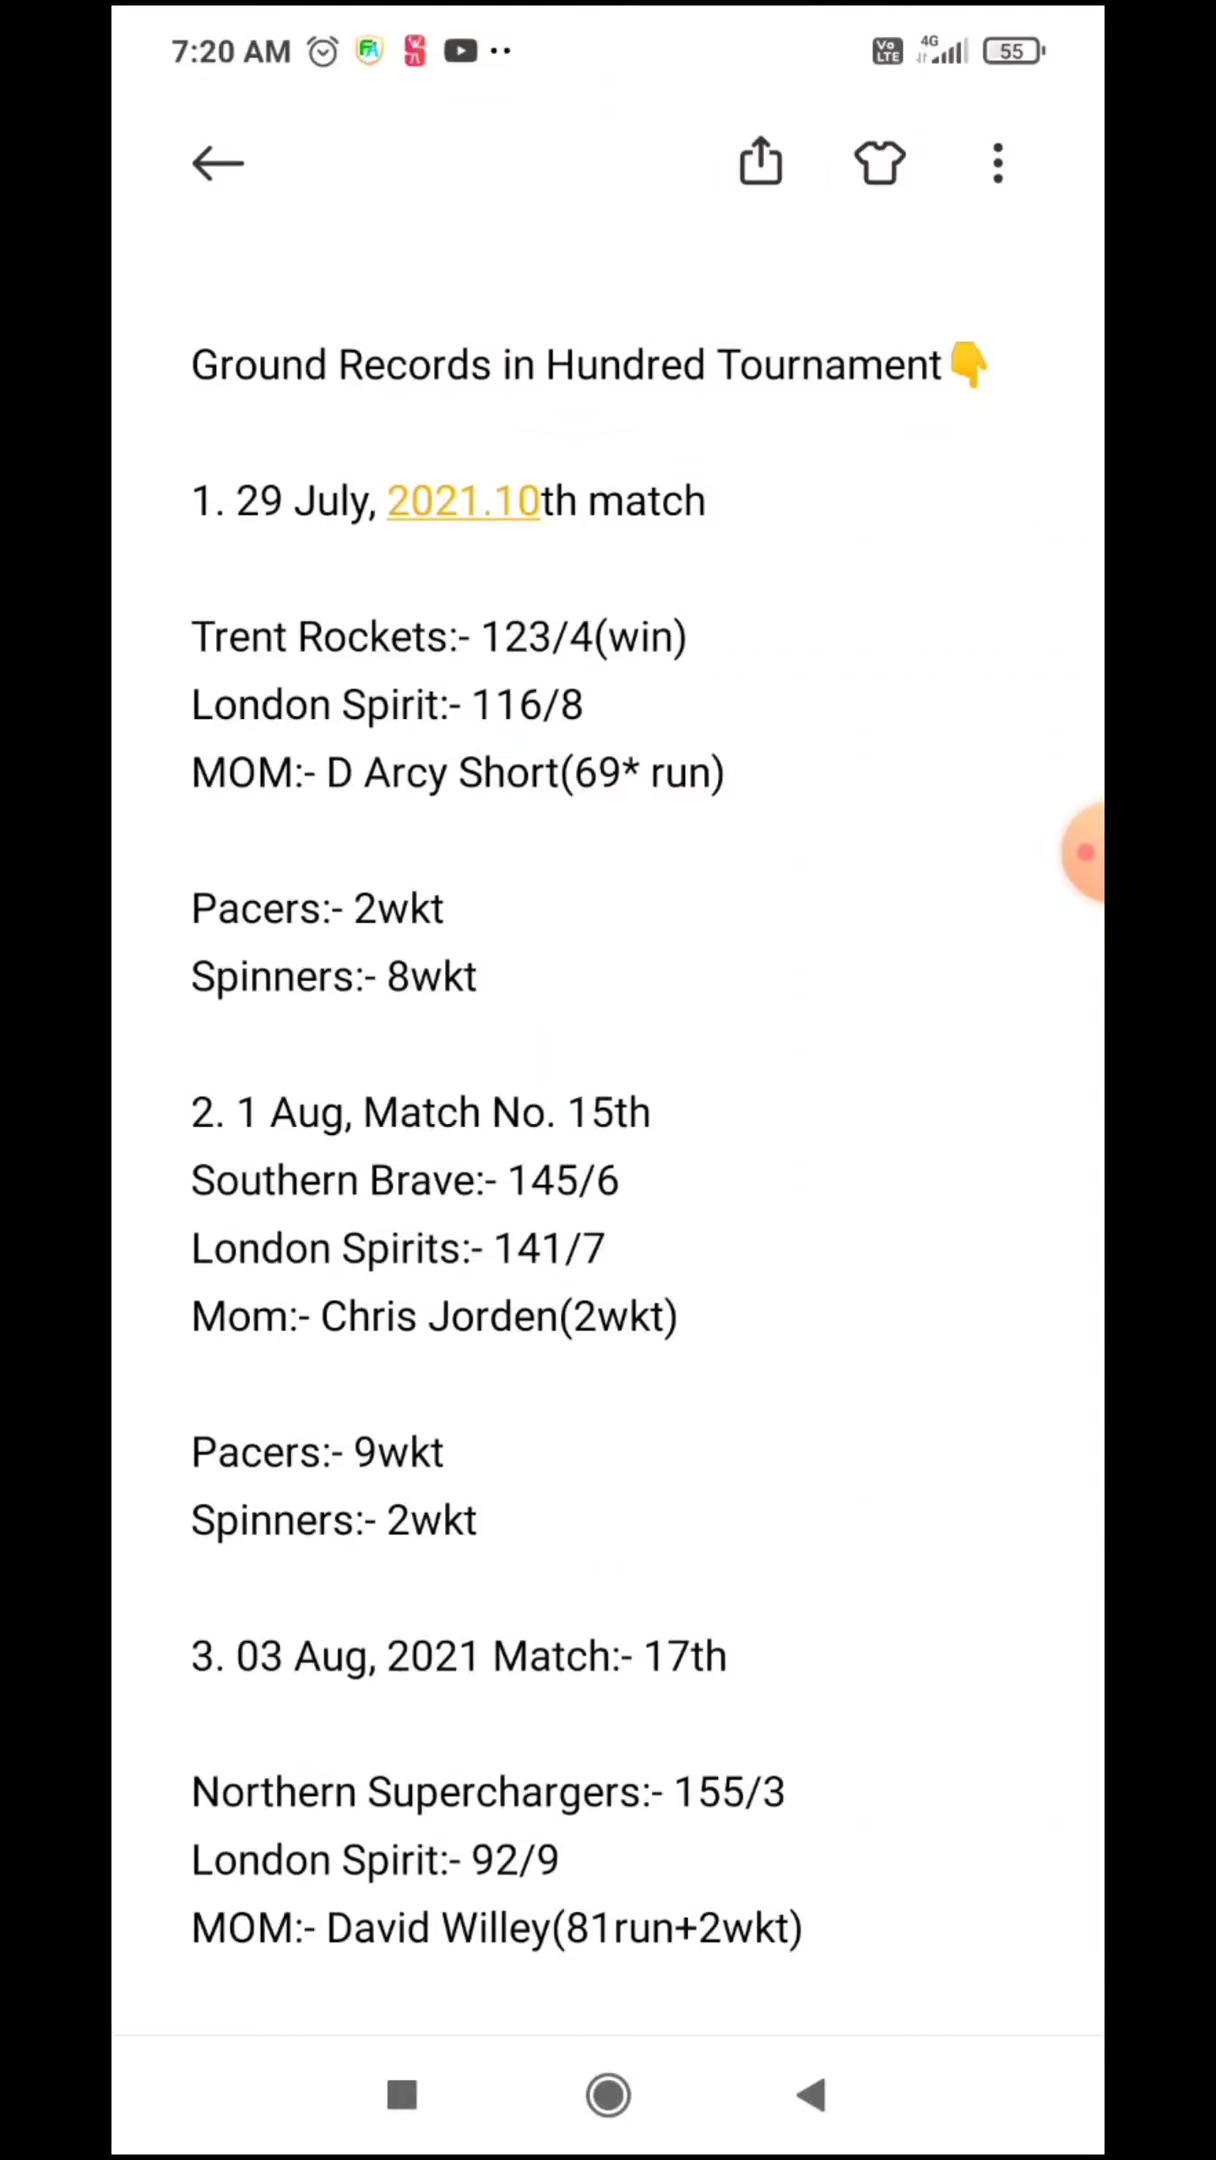 7:20 AM
Vo LTE 4G 55
Ground Records in Hundred Tournament👇
1. 29 July, 2021.10th match
Trent Rockets:- 123/4(win)
London Spirit:- 116/8
MOM:- D Arcy Short(69* run)
Pacers:- 2wkt
Spinners:- 8wkt
2. 1 Aug, Match No. 15th
Southern Brave:- 145/6
London Spirits:- 141/7
Mom:- Chris Jorden(2wkt)
Pacers:- 9wkt
Spinners:- 2wkt
3. 03 Aug, 2021 Match:- 17th
Northern Superchargers:- 155/3
London Spirit:- 92/9
MOM:- David Willey(81run+2wkt)